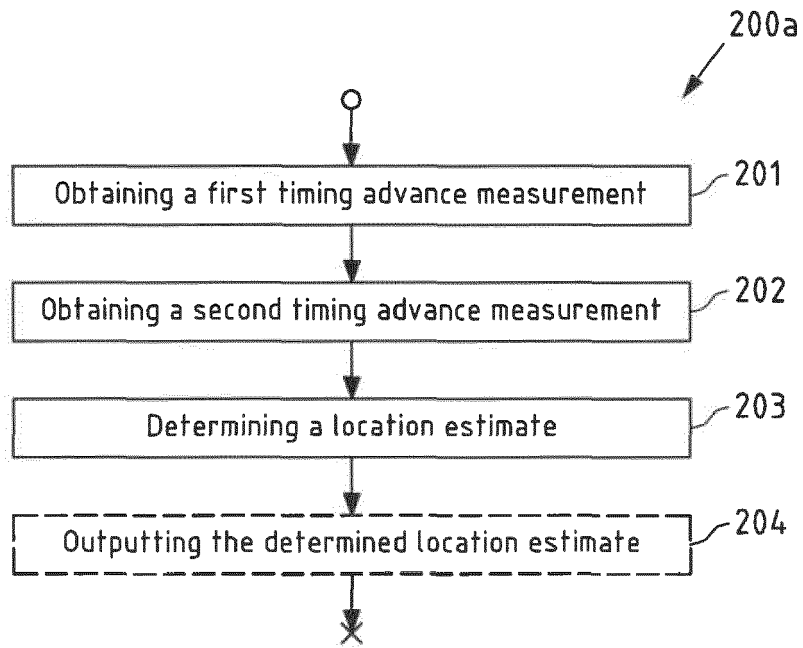 200a
Obtaining a first timing advance measurement
201
Obtaining a second timing advance measurement
202
Determining a location estimate
203
Outputting the determined location estimate
204